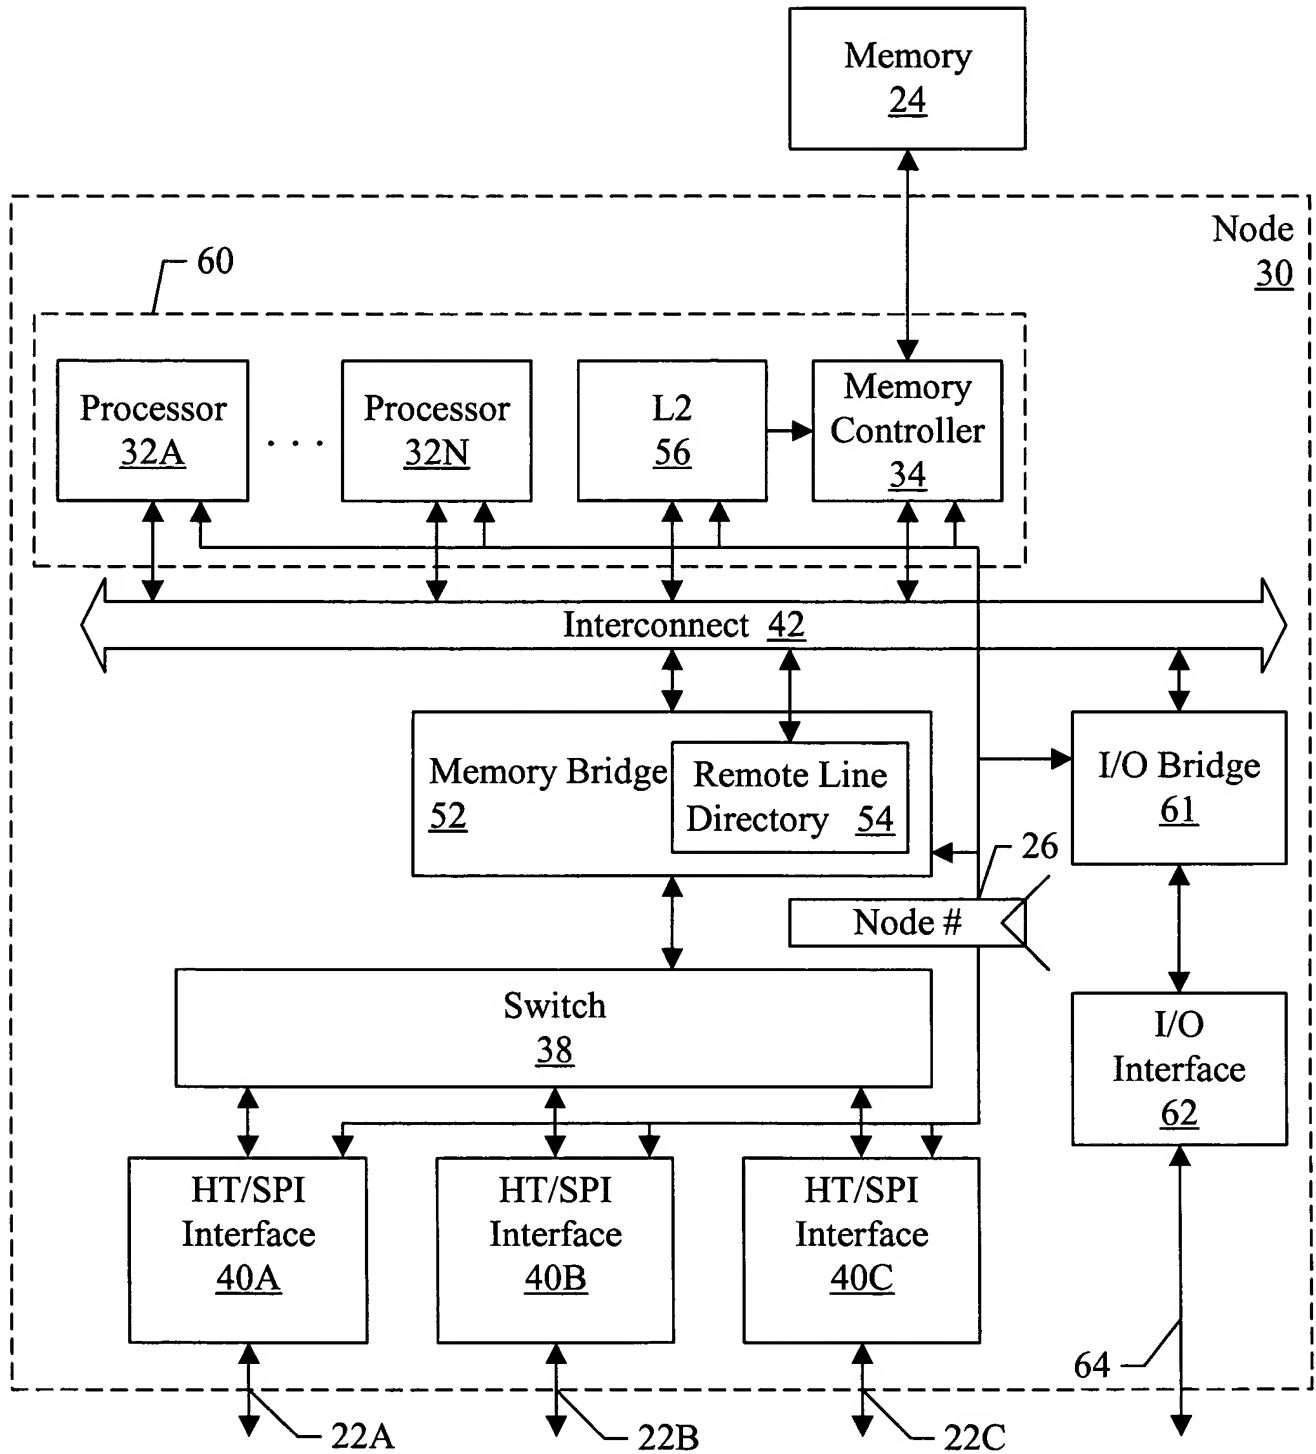 Memory
24
Node
30
60
Processor
32A
. . .
Processor
32N
L2
56
Memory
Controller
34
Interconnect 42
Memory Bridge
52
Remote Line
Directory 54
I/O Bridge
61
26
Node #
Switch
38
I/O
Interface
62
HT/SPI
Interface
40A
HT/SPI
Interface
40B
HT/SPI
Interface
40C
64
22A
22B
22C